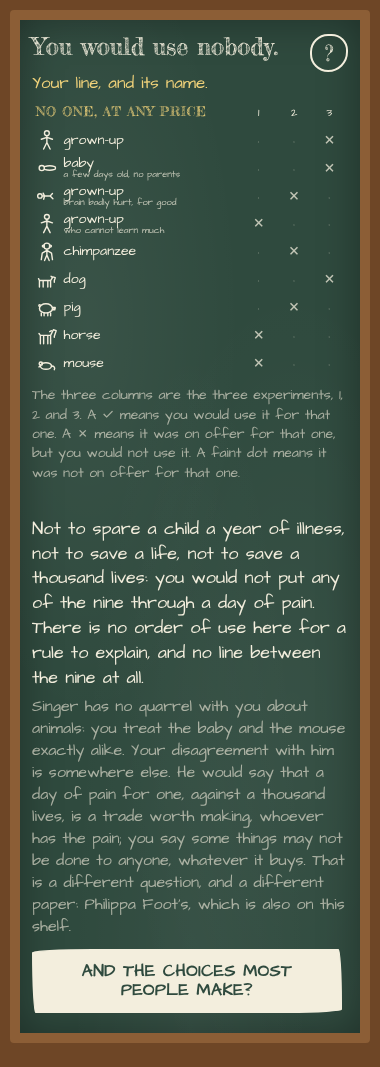 You would use nobody.
?
Your line, and its name.
NO ONE, AT ANY PRICE 1 2 3
grown-up · · ×
baby · · ×
a few days old, no parents
grown-up · × ·
brain badly hurt, for good
grown-up × · ·
who cannot learn much
chimpanzee · × ·
dog · · ×
pig · × ·
horse × · ·
mouse × · ·
The three columns are the three experiments, 1,
2 and 3. A ✓ means you would use it for that
one. A × means it was on offer for that one,
but you would not use it. A faint dot means it
was not on offer for that one.
Not to spare a child a year of illness,
not to save a life, not to save a
thousand lives: you would not put any
of the nine through a day of pain.
There is no order of use here for a
rule to explain, and no line between
the nine at all.
Singer has no quarrel with you about
animals: you treat the baby and the mouse
exactly alike. Your disagreement with him
is somewhere else. He would say that a
day of pain for one, against a thousand
lives, is a trade worth making, whoever
has the pain; you say some things may not
be done to anyone, whatever it buys. That
is a different question, and a different
paper: Philippa Foot's, which is also on this
shelf.
AND THE CHOICES MOST
PEOPLE MAKE?